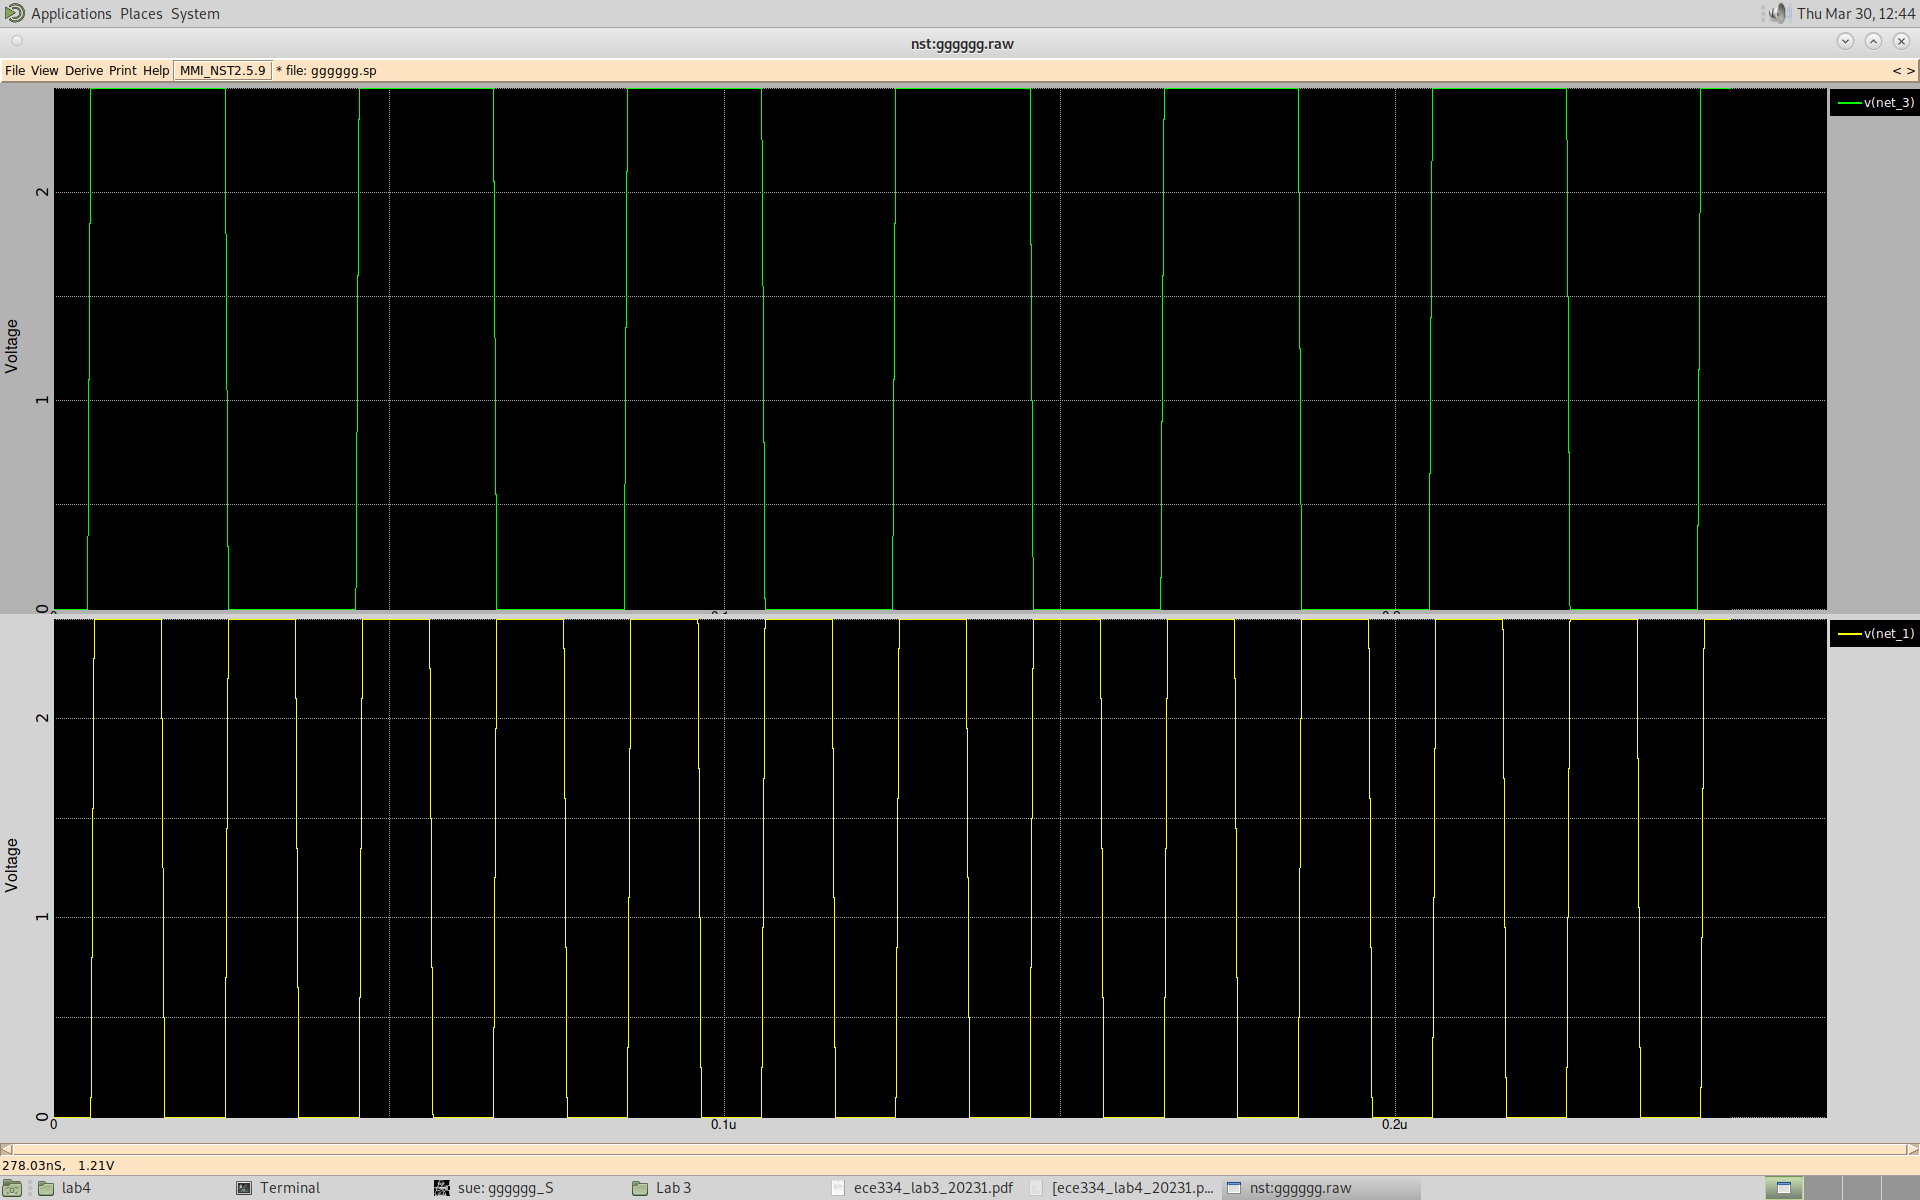 Applications Places System Thu Mar 30, 12:44
nst:gggggg.raw
File View Derive Print Help MMI_NST2.5.9 * file: gggggg.sp < >
v(net_3)
2
Voltage
1
0
v(net_1)
2
Voltage
1
0
0 0.1u 0.2u
278.03nS, 1.21V
lab4 Terminal sue: gggggg_S Lab 3 ece334_lab3_20231.pdf [ece334_lab4_20231.p... nst:gggggg.raw